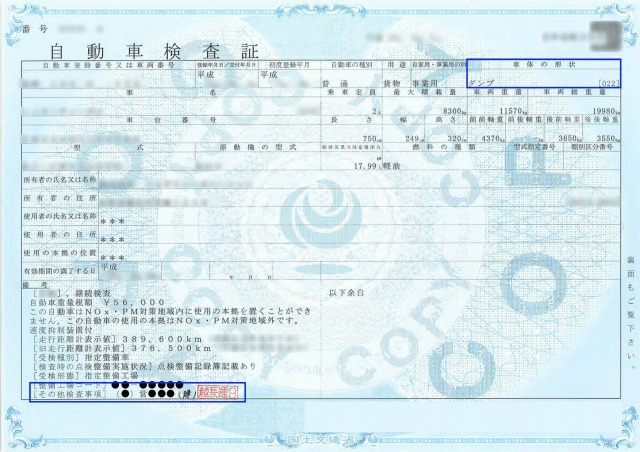 番号
自動車検査証
自動車登録番号又は車両番号 登録年月日/交付年月日 初度登録年月 自動車の種別 用途 自家用・事業用の別 車体の形状
平成 平成 普通 貨物 事業用 ダンプ [022]
車名 乗車定員 最大積載量 車両重量 車両総重量
2人 8300kg 11570kg 19980kg
車台番号 長さ 幅 高さ 前前軸重 前後軸重 後前軸重 後後軸重
750cm 249cm 320cm 4370kg 3650kg 3550kg
型式 原動機の型式 燃料の種類 型式指定番号 類別区分番号
17.99 軽油
所有者の氏名又は名称
所有者の住所
使用者の氏名又は名称 ***
使用者の住所 ***
使用の本拠の位置 ***
有効期間の満了する日 平成
備考
継続検査 以下余白
自動車重量税額 ¥56,000
この自動車はNOx・PM対策地域内に使用の本拠を置くことができ
ません。この自動車の使用の本拠はNOx・PM対策地域外です。
速度抑制装置付
[走行距離計表示値] 389,600km
[旧走行距離計表示値] 376,500km
[受検種別] 指定整備車
[検査時の点検整備実施状況] 点検整備記録簿記載あり
[受検形態] 指定整備工場
[整備工場コード]
[その他検査事項] 営
裏面もご覧下さい。
国土交通省
COPY